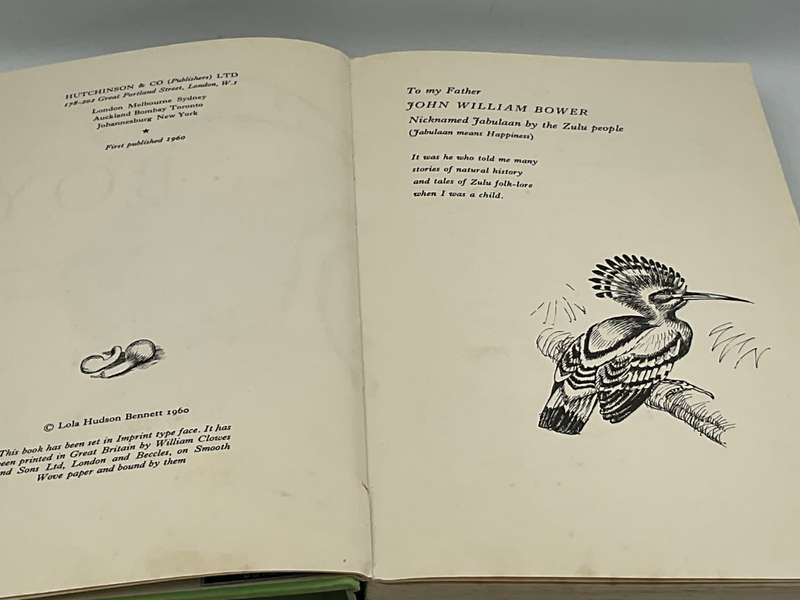 HUTCHINSON & CO (Publishers) LTD
178-202 Great Portland Street, London, W.1
London Melbourne Sydney
Auckland Bombay Toronto
Johannesburg New York
★
First published 1960
© Lola Hudson Bennett 1960
This book has been set in Imprint type face. It has
been printed in Great Britain by William Clowes
and Sons Ltd, London and Beccles, on Smooth
Wove paper and bound by them
To my Father
JOHN WILLIAM BOWER
Nicknamed Jabulaan by the Zulu people
(Jabulaan means Happiness)
It was he who told me many
stories of natural history
and tales of Zulu folk-lore
when I was a child.